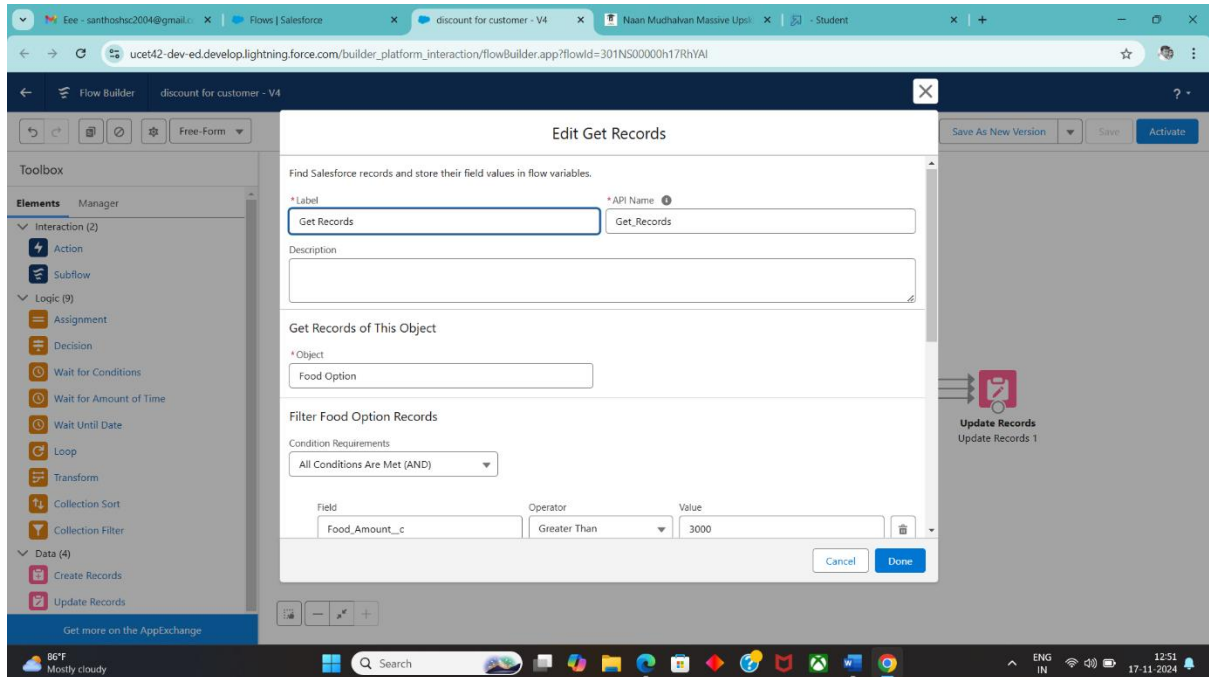 Eee - santhoshsc2004@gmail.c
Flows | Salesforce
discount for customer - V4
Naan Mudhalvan Massive Upsi
- Student
ucet42-dev-ed.develop.lightning.force.com/builder_platform_interaction/flowBuilder.app?flowId=301NS00000h17RhYAI
Flow Builder
discount for customer - V4
?
Free-Form
Edit Get Records
Save As New Version
Save
Activate
Toolbox
Elements
Manager
Interaction (2)
Action
Subflow
Logic (9)
Assignment
Decision
Wait for Conditions
Wait for Amount of Time
Wait Until Date
Loop
Transform
Collection Sort
Collection Filter
Data (4)
Create Records
Update Records
Get more on the AppExchange
Find Salesforce records and store their field values in flow variables.
*Label
*API Name
Get Records
Get_Records
Description
Get Records of This Object
*Object
Food Option
Filter Food Option Records
Condition Requirements
All Conditions Are Met (AND)
Field
Operator
Value
Food_Amount__c
Greater Than
3000
Cancel
Done
Update Records
Update Records 1
86°F
Mostly cloudy
Search
ENG
IN
12:51
17-11-2024